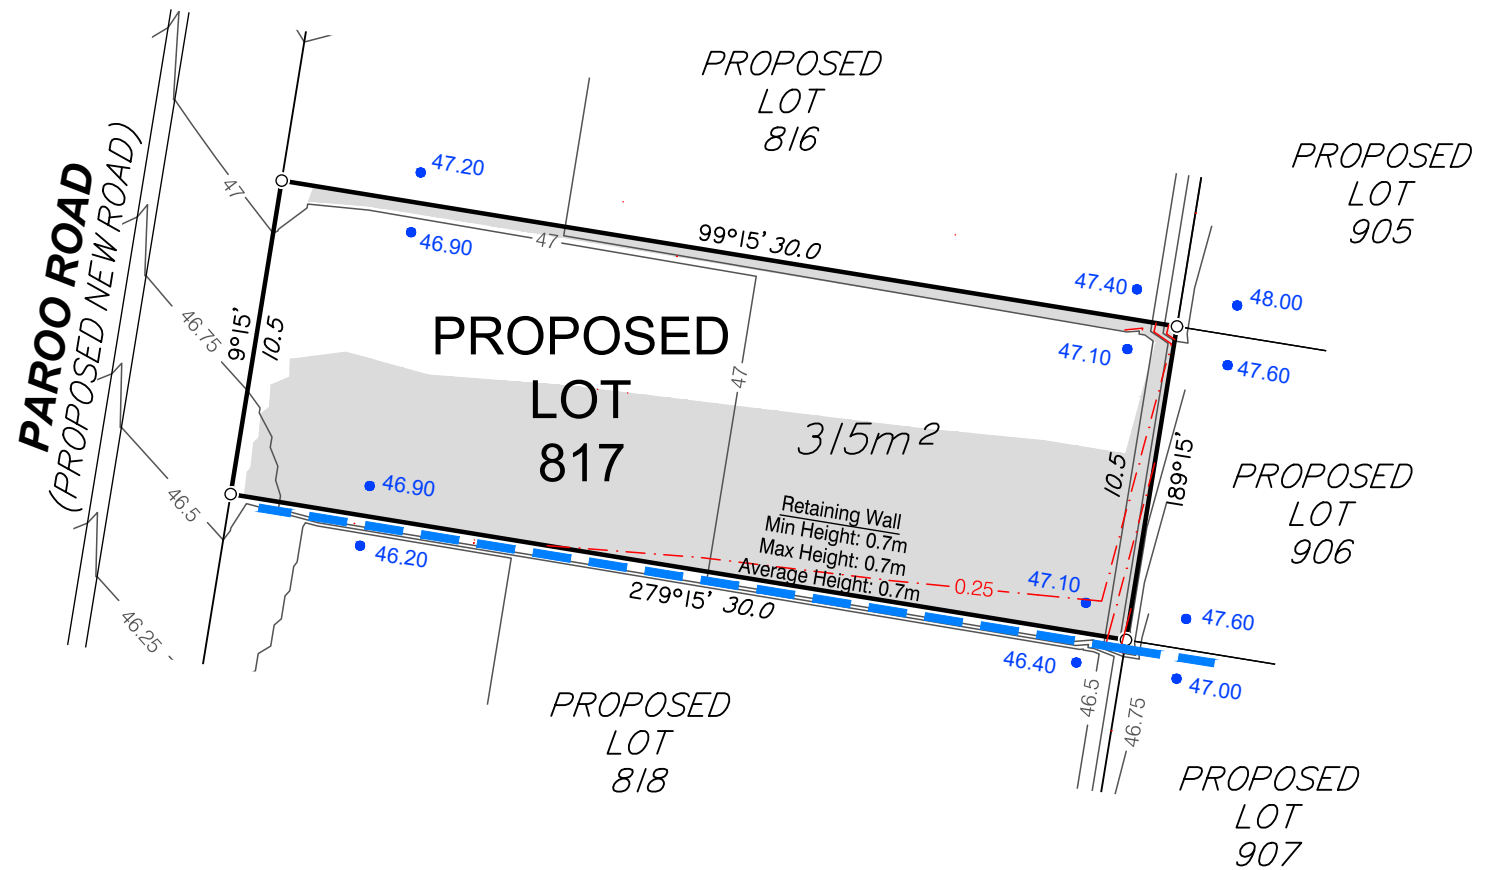 PROPOSED
LOT
816
PROPOSED
LOT
905
PAROO ROAD
(PROPOSED NEW ROAD)
47
47.20
46.90
47
99°15' 30.0
47.40
48.00
47.10
47.60
46.75
9°15'
10.5
PROPOSED
LOT
817
47
315m²
10.5
189°15'
46.5
46.90
46.20
Retaining Wall
Min Height: 0.7m
Max Height: 0.7m
Average Height: 0.7m
0.25
47.10
PROPOSED
LOT
906
279°15' 30.0
47.60
46.40
47.00
46.25
46.5
46.75
PROPOSED
LOT
818
PROPOSED
LOT
907